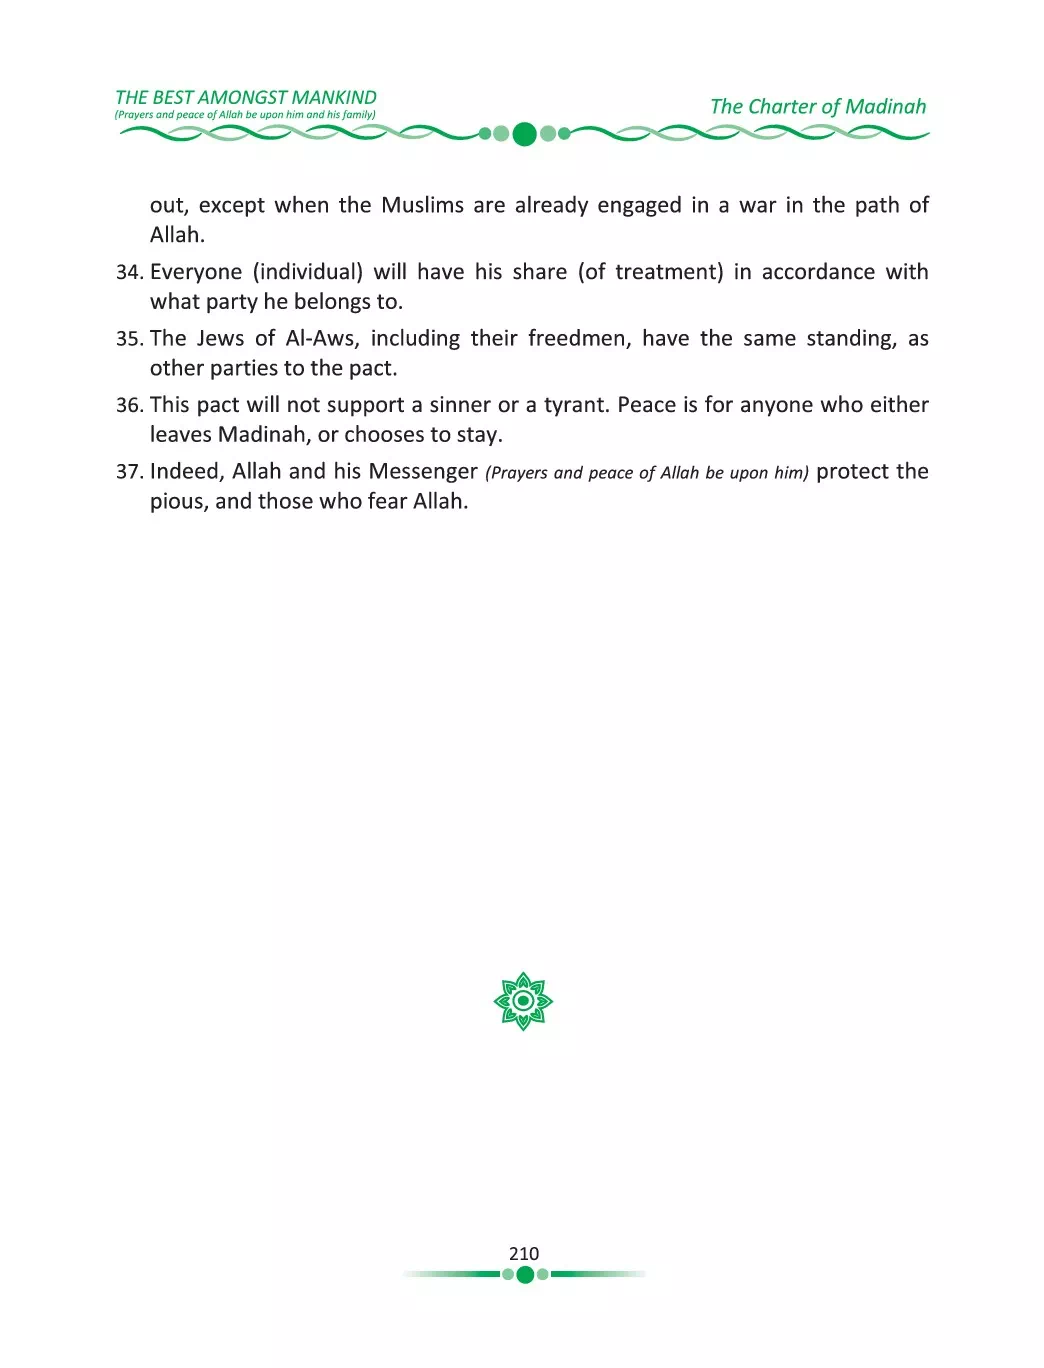 THE BEST AMONGST MANKIND
(Prayers and peace of Allah be upon him and his family)
The Charter of Madinah
out, except when the Muslims are already engaged in a war in the path of
Allah.
34. Everyone (individual) will have his share (of treatment) in accordance with
what party he belongs to.
35. The Jews of Al-Aws, including their freedmen, have the same standing, as
other parties to the pact.
36. This pact will not support a sinner or a tyrant. Peace is for anyone who either
leaves Madinah, or chooses to stay.
37. Indeed, Allah and his Messenger (Prayers and peace of Allah be upon him) protect the
pious, and those who fear Allah.
210